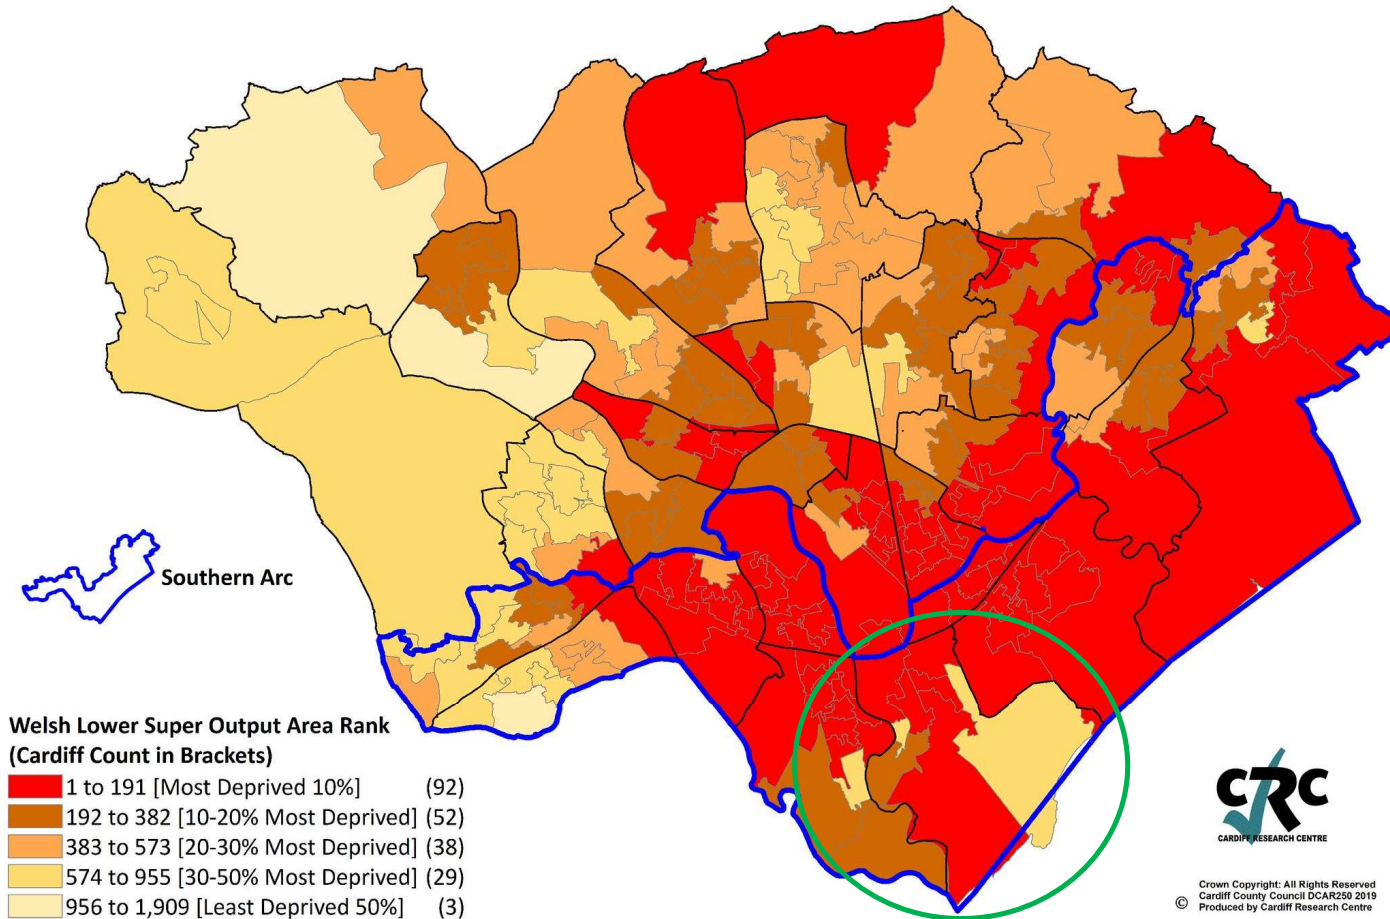 Southern Arc
Welsh Lower Super Output Area Rank
(Cardiff Count in Brackets)
1 to 191 [Most Deprived 10%] (92)
192 to 382 [10-20% Most Deprived] (52)
383 to 573 [20-30% Most Deprived] (38)
574 to 955 [30-50% Most Deprived] (29)
956 to 1,909 [Least Deprived 50%] (3)
CRC
CARDIFF RESEARCH CENTRE
Crown Copyright: All Rights Reserved
Cardiff County Council DCAR250 2019
© Produced by Cardiff Research Centre